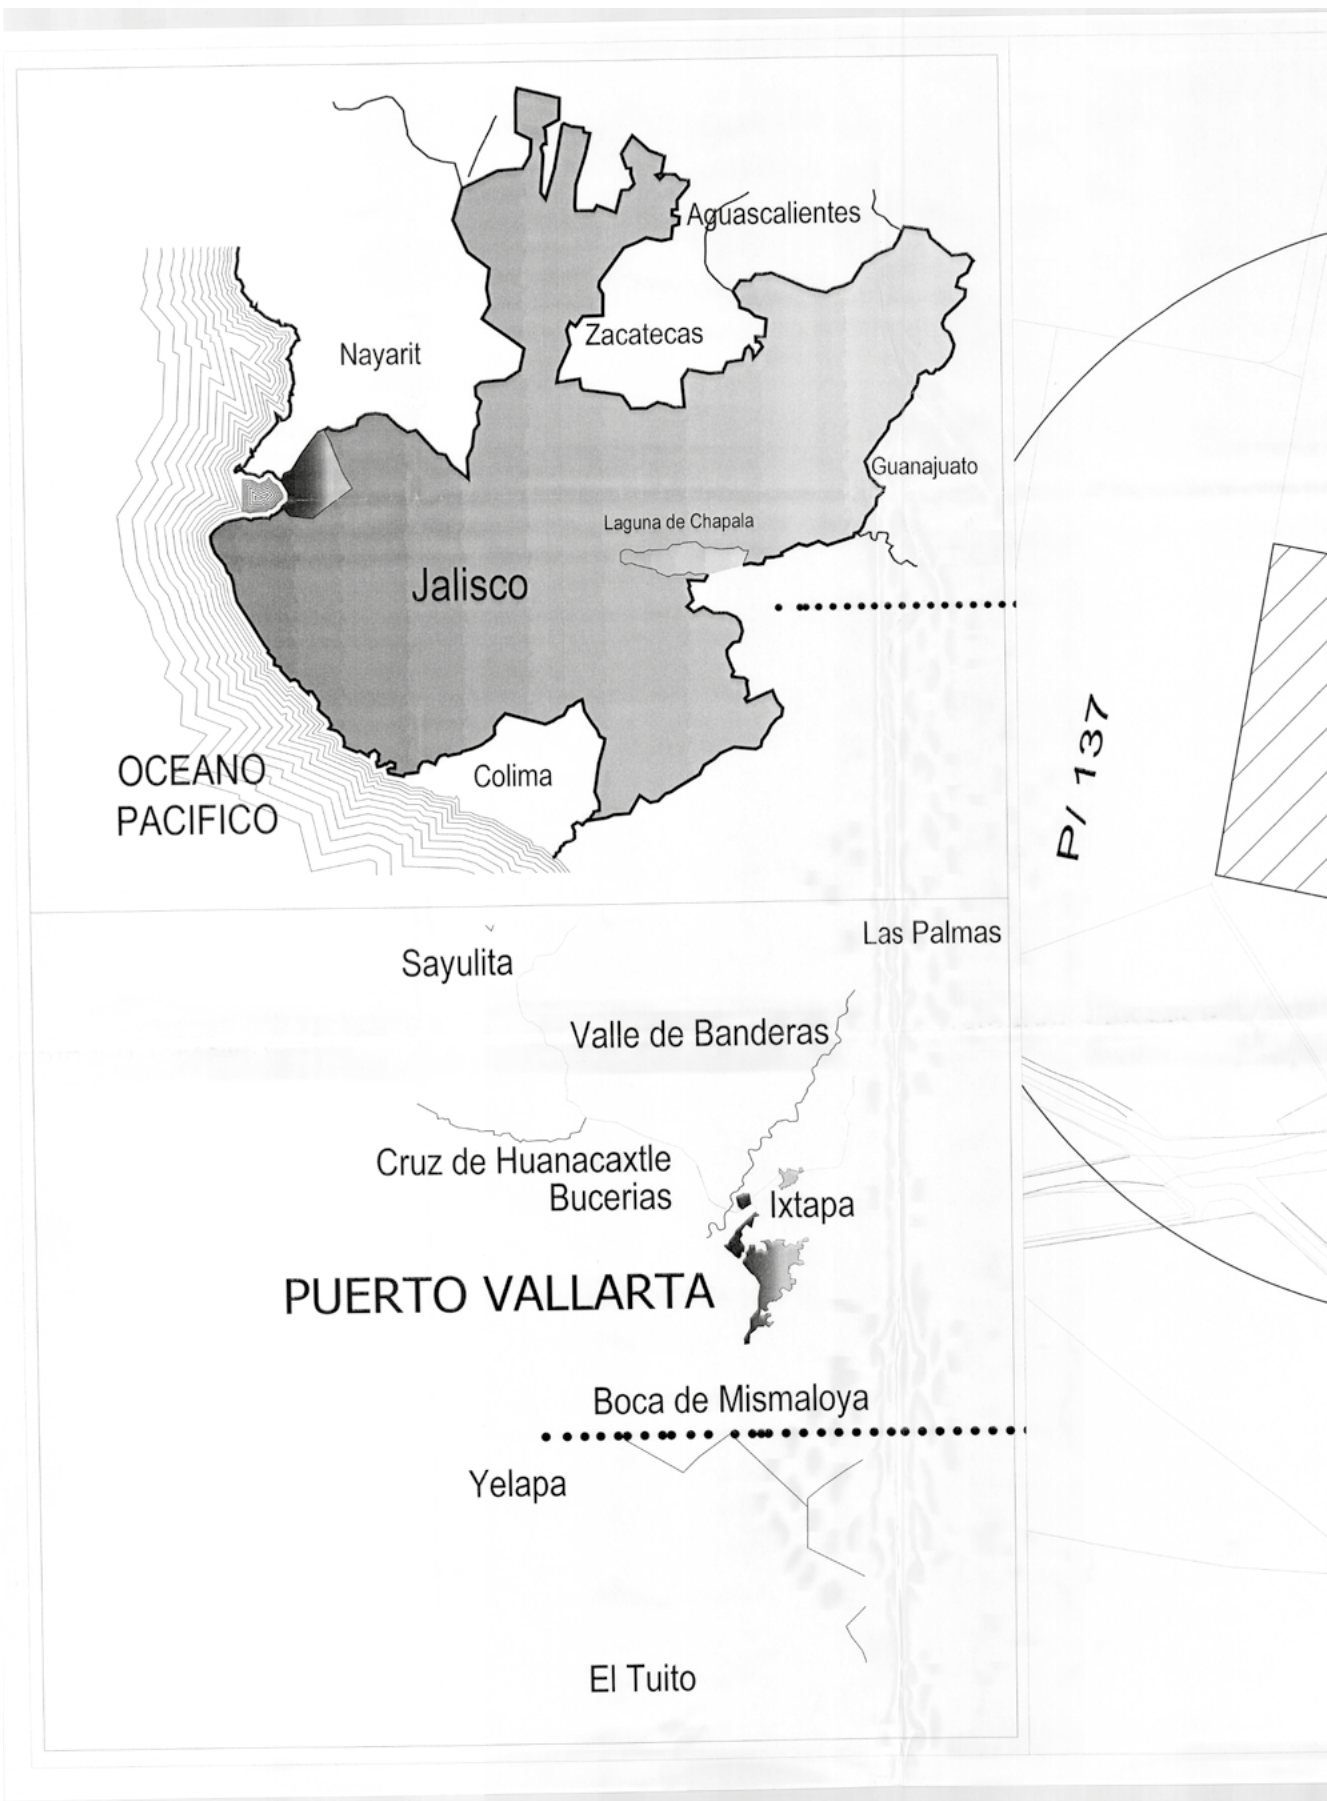 Aguascalientes
Zacatecas
Nayarit
Guanajuato
Laguna de Chapala
Jalisco
OCEANO
PACIFICO
Colima
P/ 137
Las Palmas
Sayulita
Valle de Banderas
Cruz de Huanacaxtle
Bucerias
Ixtapa
PUERTO VALLARTA
Boca de Mismaloya
Yelapa
El Tuito